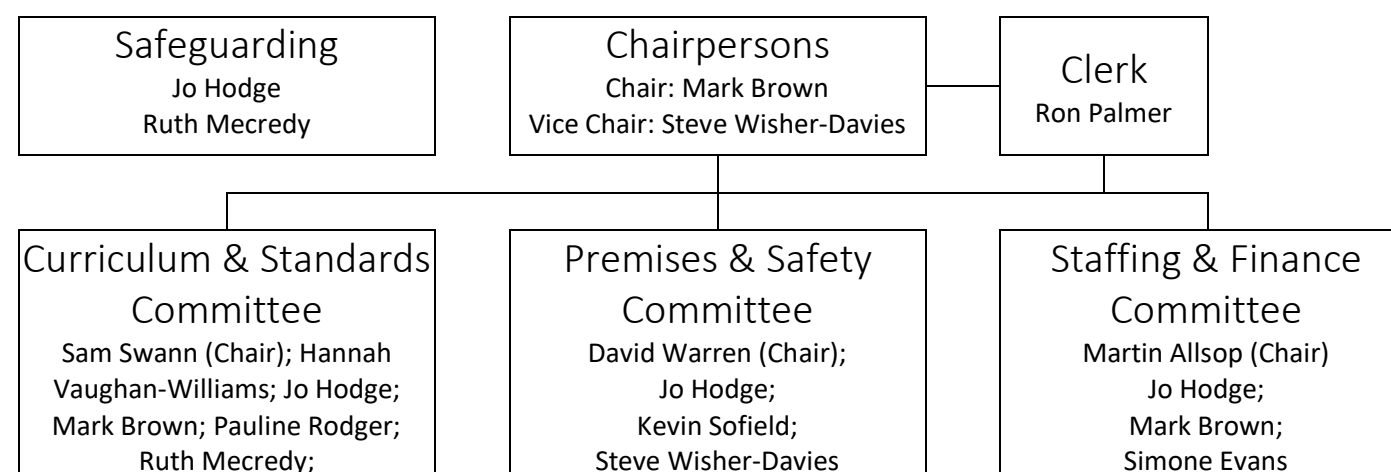 Safeguarding
Jo Hodge
Ruth Mecredy
Chairpersons
Chair: Mark Brown
Vice Chair: Steve Wisher-Davies
Clerk
Ron Palmer
Curriculum & Standards
Committee
Sam Swann (Chair); Hannah
Vaughan-Williams; Jo Hodge;
Mark Brown; Pauline Rodger;
Ruth Mecredy;
Premises & Safety
Committee
David Warren (Chair);
Jo Hodge;
Kevin Sofield;
Steve Wisher-Davies
Staffing & Finance
Committee
Martin Allsop (Chair)
Jo Hodge;
Mark Brown;
Simone Evans